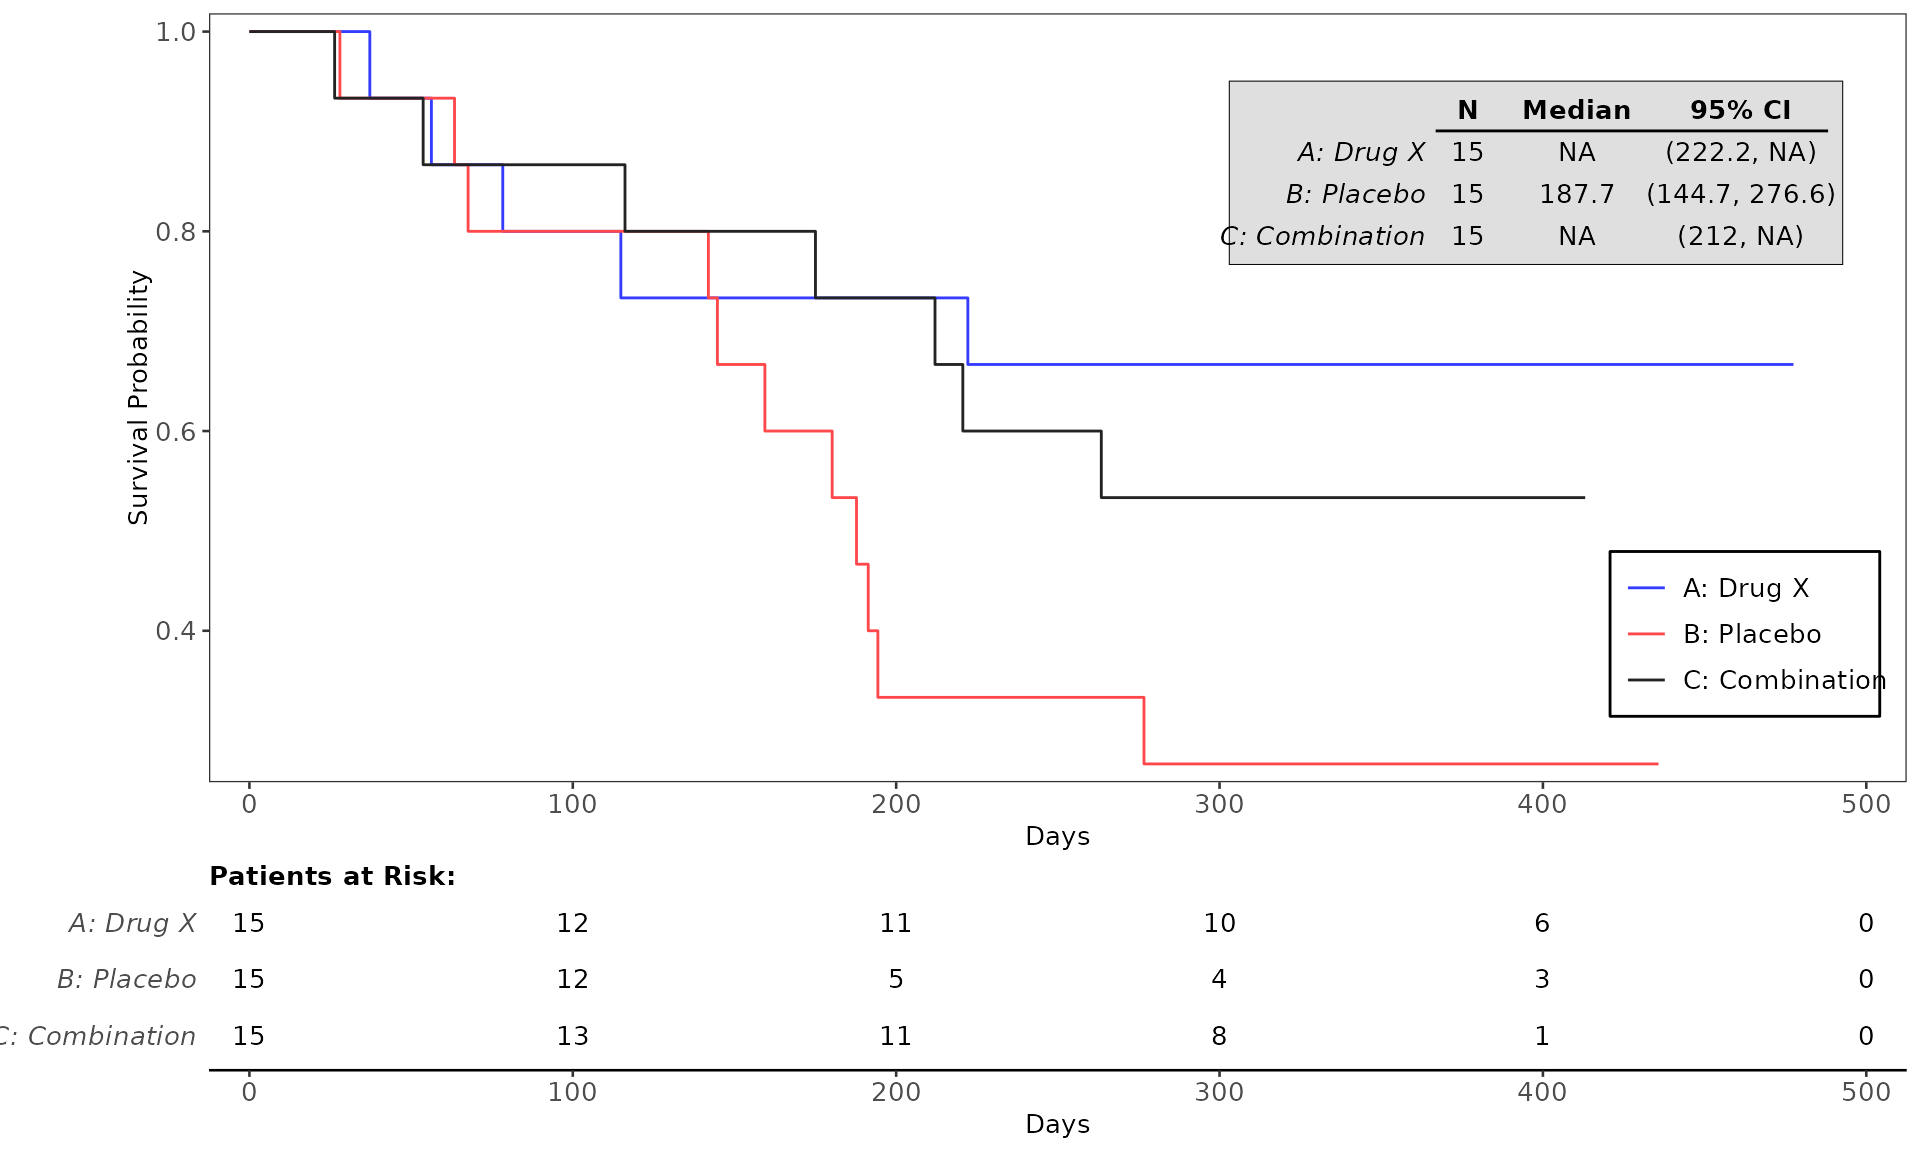 1.0
0.8
0.6
0.4
Survival Probability
N Median 95% CI
A: Drug X 15 NA (222.2, NA)
B: Placebo 15 187.7 (144.7, 276.6)
C: Combination 15 NA (212, NA)
A: Drug X
B: Placebo
C: Combination
0 100 200 300 400 500
Days
Patients at Risk:
A: Drug X 15 12 11 10 6 0
B: Placebo 15 12 5 4 3 0
C: Combination 15 13 11 8 1 0
0 100 200 300 400 500
Days